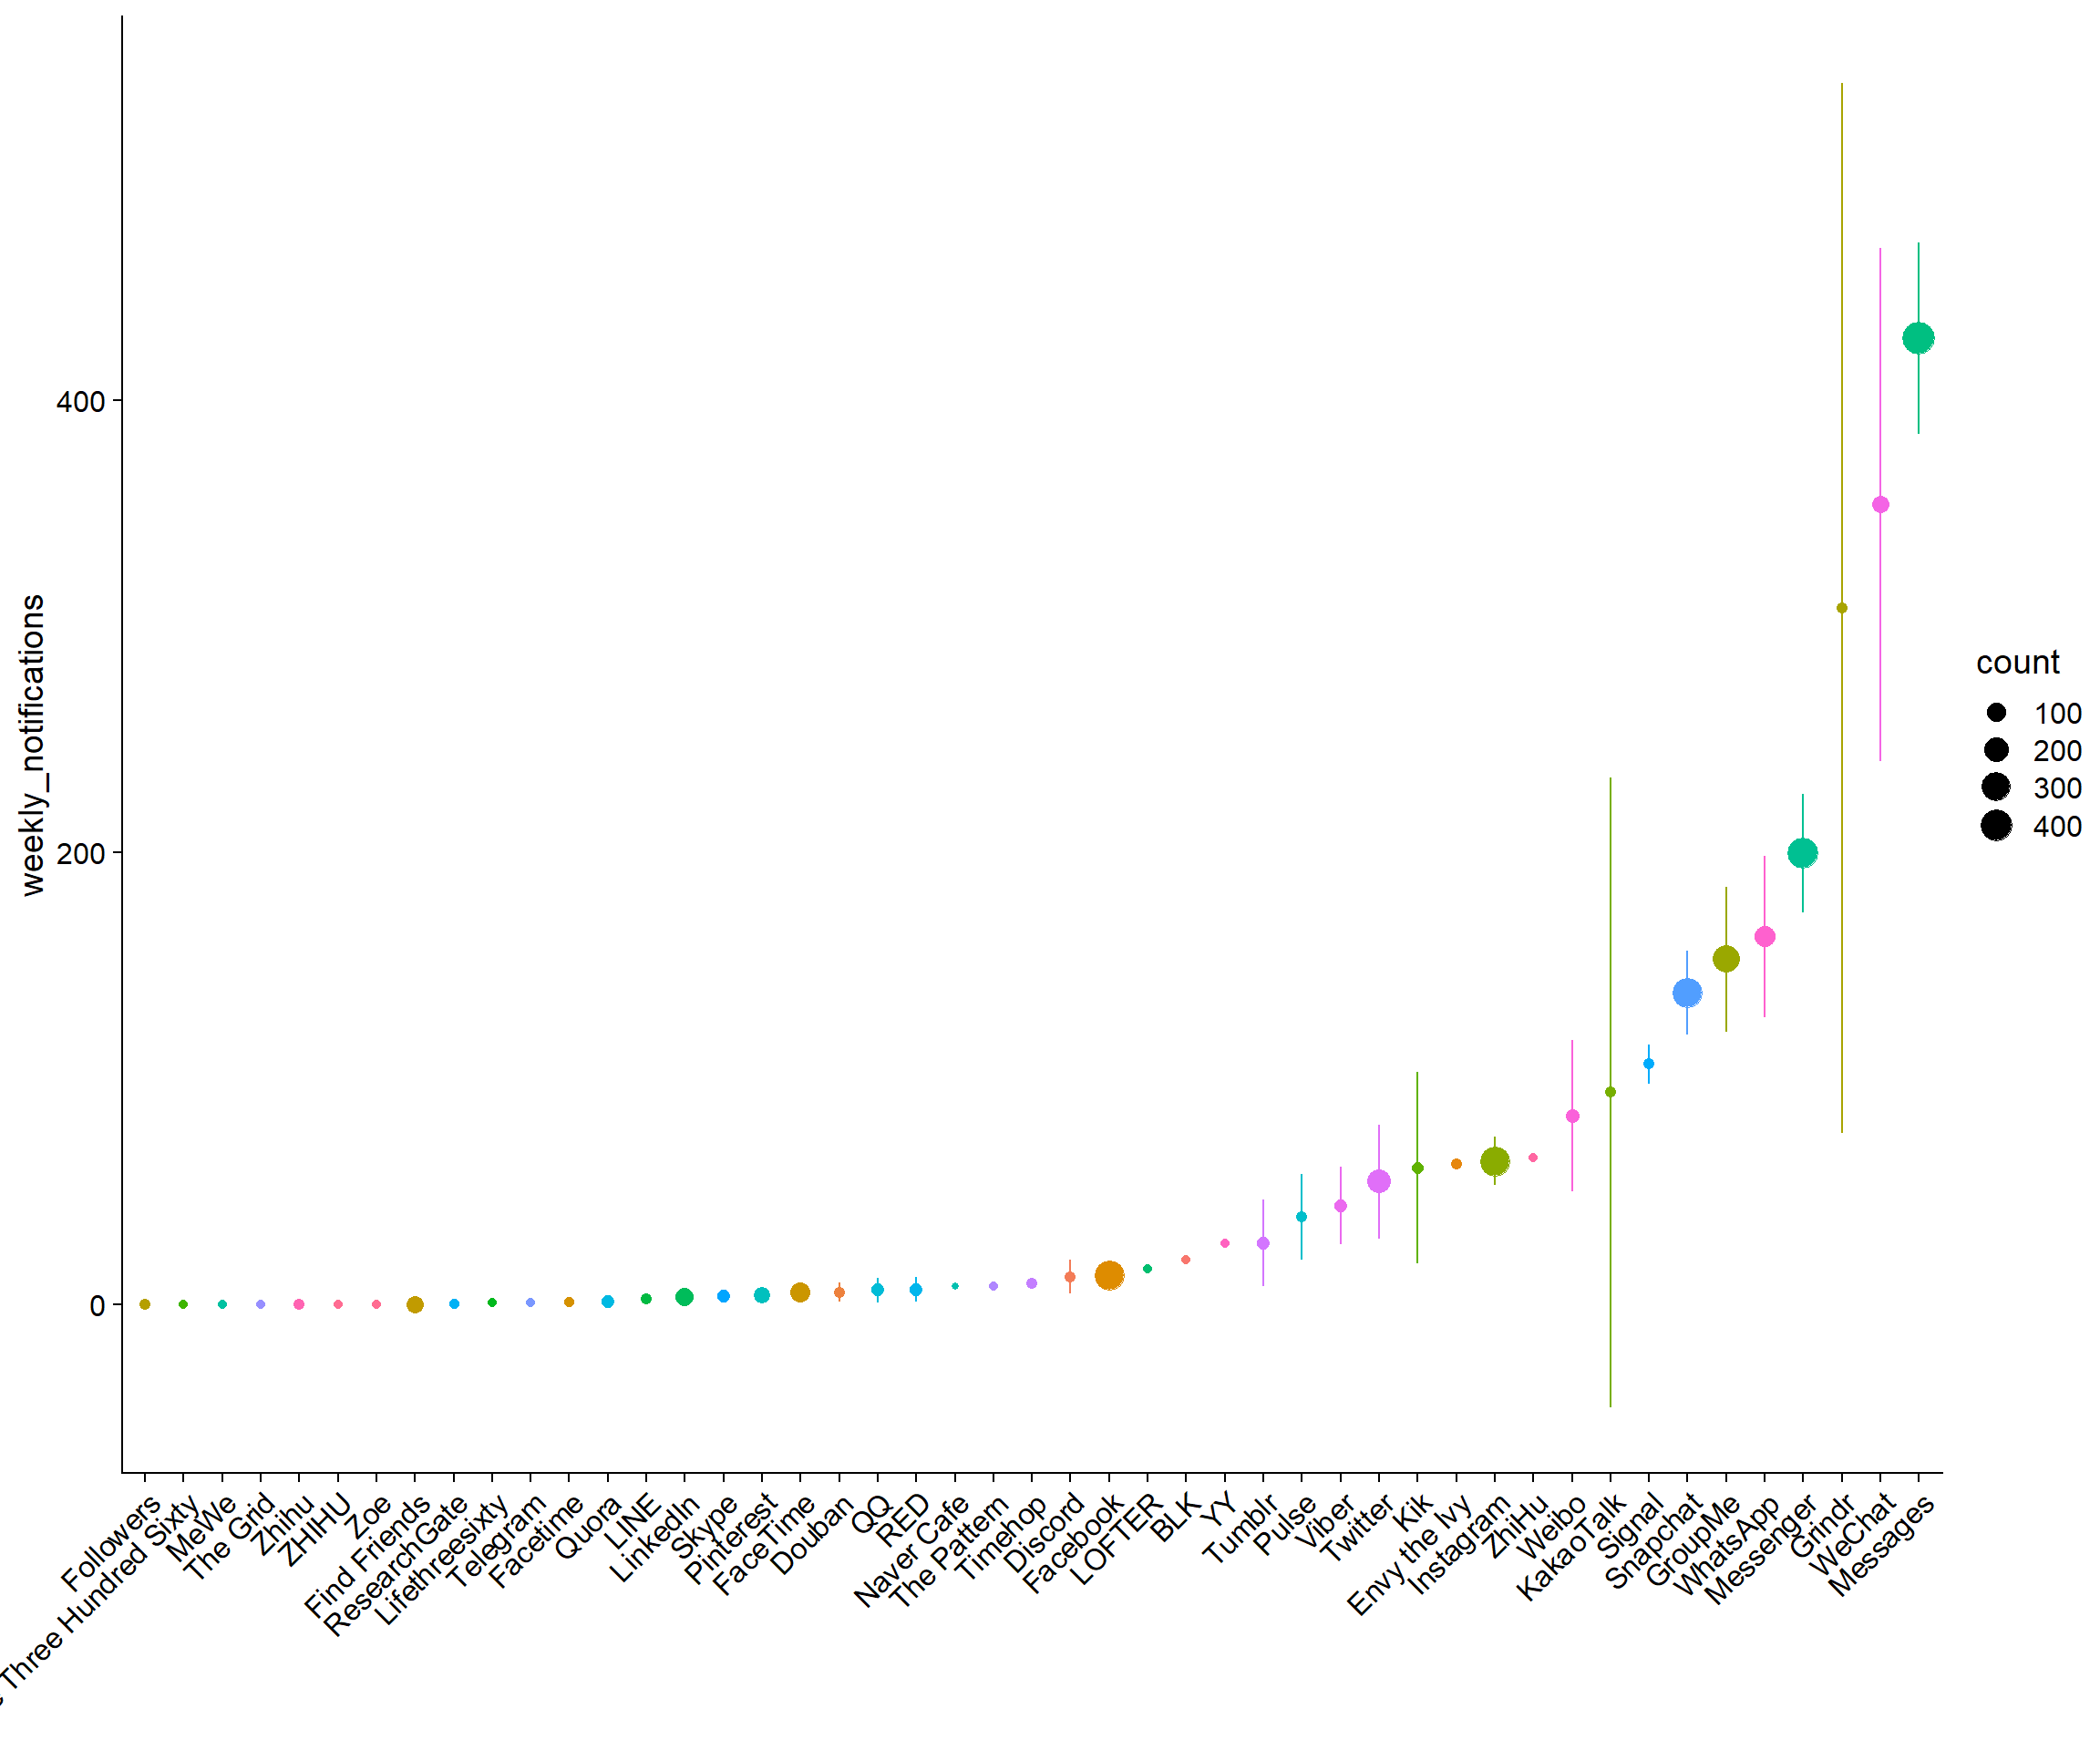 weekly_notifications
400
200
0
Followers
Three Hundred Sixty
MeWe
The Grid
Zhihu
ZHIHU
Zoe
Find Friends
ResearchGate
Lifethreesixty
Telegram
Facetime
Quora
LINE
LinkedIn
Skype
Pinterest
FaceTime
Douban
QQ
RED
Naver Cafe
The Pattern
Timehop
Discord
Facebook
LOFTER
BLK
YY
Tumblr
Pulse
Viber
Twitter
Kik
Envy the Ivy
Instagram
ZhiHu
Weibo
KakaoTalk
Signal
Snapchat
GroupMe
WhatsApp
Messenger
Grindr
WeChat
Messages
count
100
200
300
400